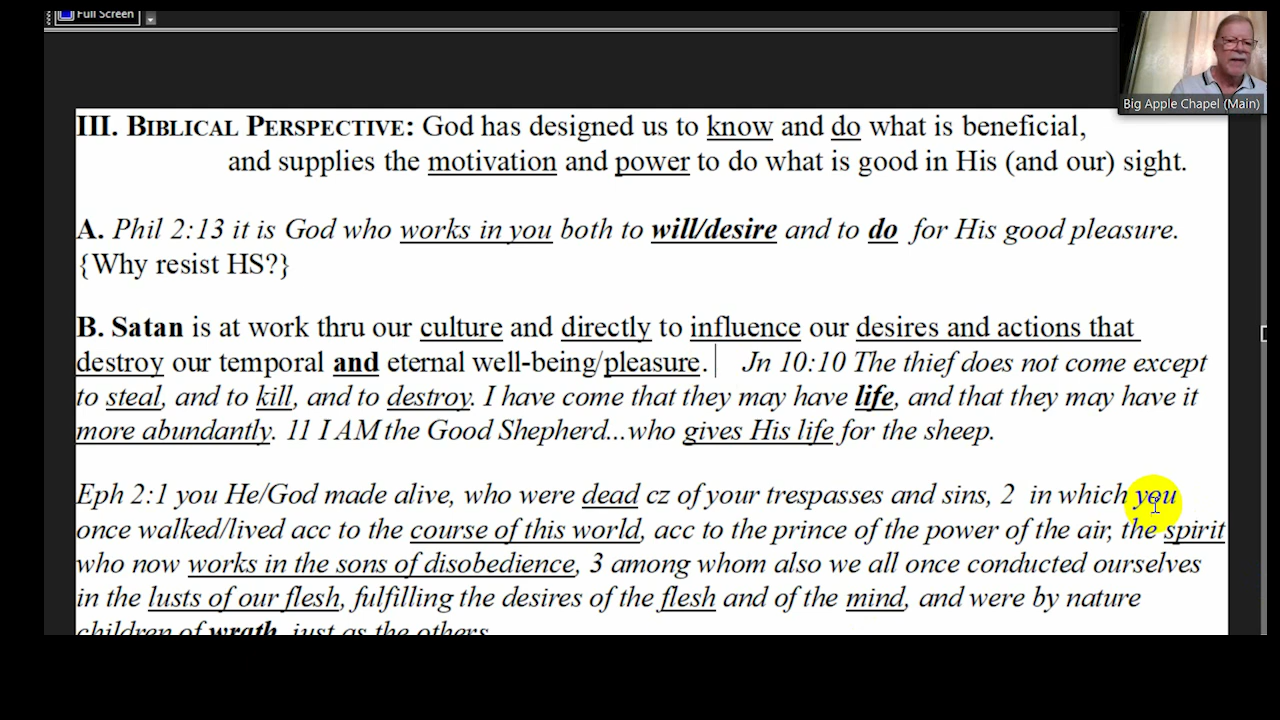 Full Screen
Big Apple Chapel (Main)
III. BIBLICAL PERSPECTIVE: God has designed us to know and do what is beneficial,
and supplies the motivation and power to do what is good in His (and our) sight.
A. Phil 2:13 it is God who works in you both to will/desire and to do for His good pleasure.
{Why resist HS?}
B. Satan is at work thru our culture and directly to influence our desires and actions that
destroy our temporal and eternal well-being/pleasure. Jn 10:10 The thief does not come except
to steal, and to kill, and to destroy. I have come that they may have life, and that they may have it
more abundantly. 11 I AM the Good Shepherd...who gives His life for the sheep.
Eph 2:1 you He/God made alive, who were dead cz of your trespasses and sins, 2 in which you
once walked/lived acc to the course of this world, acc to the prince of the power of the air, the spirit
who now works in the sons of disobedience, 3 among whom also we all once conducted ourselves
in the lusts of our flesh, fulfilling the desires of the flesh and of the mind, and were by nature
children of wrath, just as the others